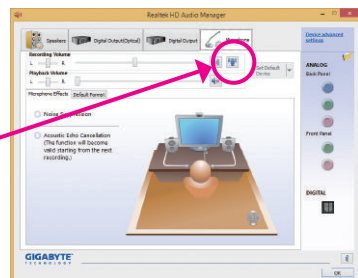 Realtek HD Audio Manager
Speakers
Digital Output(Optical)
Digital Output
Microphone
Device advanced
settings
Recording Volume
L
R
Set Default
Device
Playback Volume
L
R
Microphone Effects
Default Format
Noise Suppression
Acoustic Echo Cancellation
(The function will become
valid starting from the next
recording.)
ANALOG
Back Panel
Front Panel
DIGITAL
GIGABYTE
TECHNOLOGY
OK